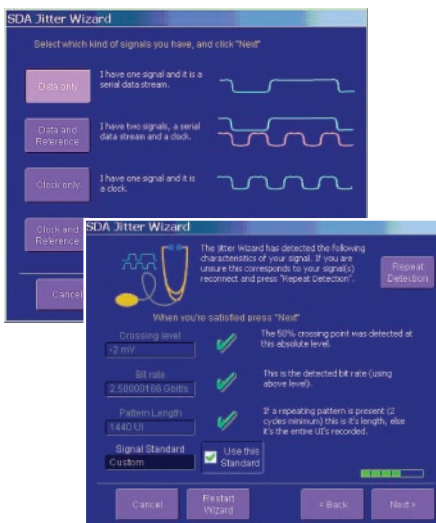 SDA Jitter Wizard
Select which kind of signals you have, and click "Next"
Data only
I have one signal and it is a
serial data stream.
Data and
Reference
I have two signals, a serial
data stream and a clock.
Clock only
I have one signal and it is
a clock.
Clock and
Reference
Cancel
SDA Jitter Wizard
The Jitter Wizard has detected the following
characteristics of your signal. If you are
unsure this corresponds to your signal(s)
reconnect and press "Repeat Detection".
Repeat
Detection
When you're satisfied press "Next"
Crossing level
-2 mV
The 50% crossing point was detected at
this absolute level.
Bit rate
2.50000166 Gbit/s
This is the detected bit rate (using
above level).
Pattern Length
1440 UI
If a repeating pattern is present (2
cycles minimum) this is it's length, else
it's the entire UI's recorded.
Signal Standard
Custom
Use this
Standard
Cancel
Restart
Wizard
< Back
Next >